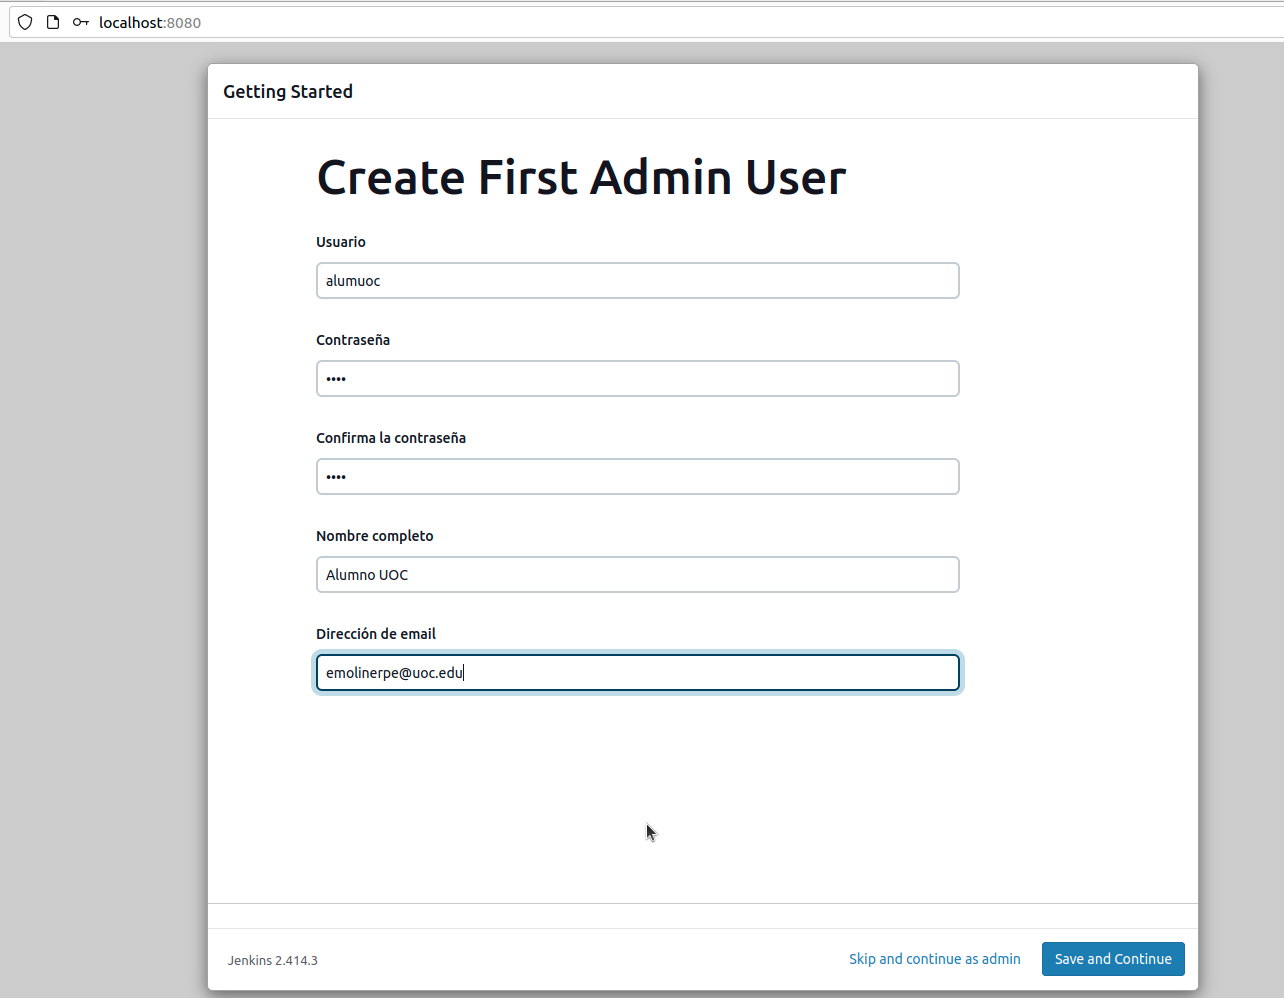 localhost:8080
Getting Started
Create First Admin User
Usuario
alumuoc
Contraseña
••••
Confirma la contraseña
••••
Nombre completo
Alumno UOC
Dirección de email
emolinerpe@uoc.edu
Jenkins 2.414.3
Skip and continue as admin
Save and Continue